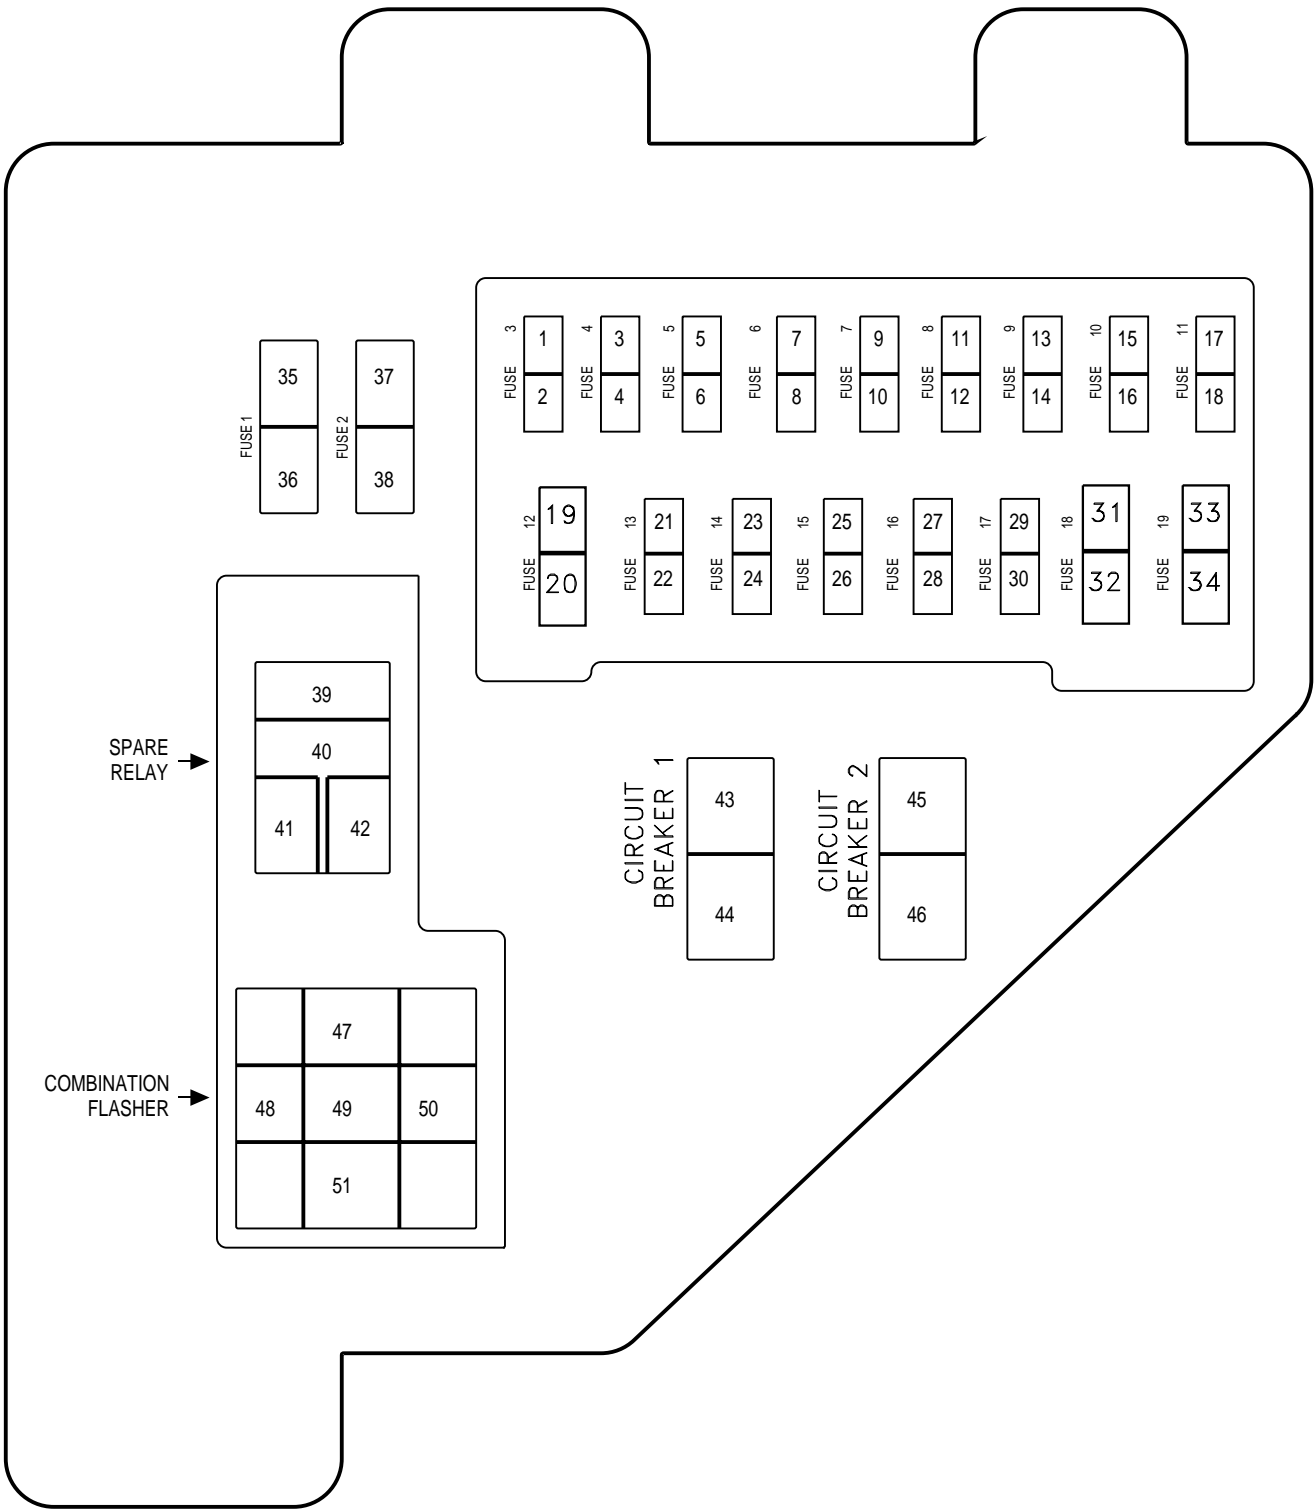 3 1 4 3 5 5 6 7 7 9 8 11 9 13 10 15 11 17
FUSE 2 FUSE 4 FUSE 6 FUSE 8 FUSE 10 FUSE 12 FUSE 14 FUSE 16 FUSE 18
35 37
FUSE 1 FUSE 2
36 38
12 19 13 21 14 23 15 25 16 27 17 29 18 31 19 33
FUSE 20 FUSE 22 FUSE 24 FUSE 26 FUSE 28 FUSE 30 FUSE 32 FUSE 34
39
SPARE
RELAY
40
41 42
CIRCUIT
BREAKER 1
43
44
CIRCUIT
BREAKER 2
45
46
COMBINATION
FLASHER
47
48 49 50
51